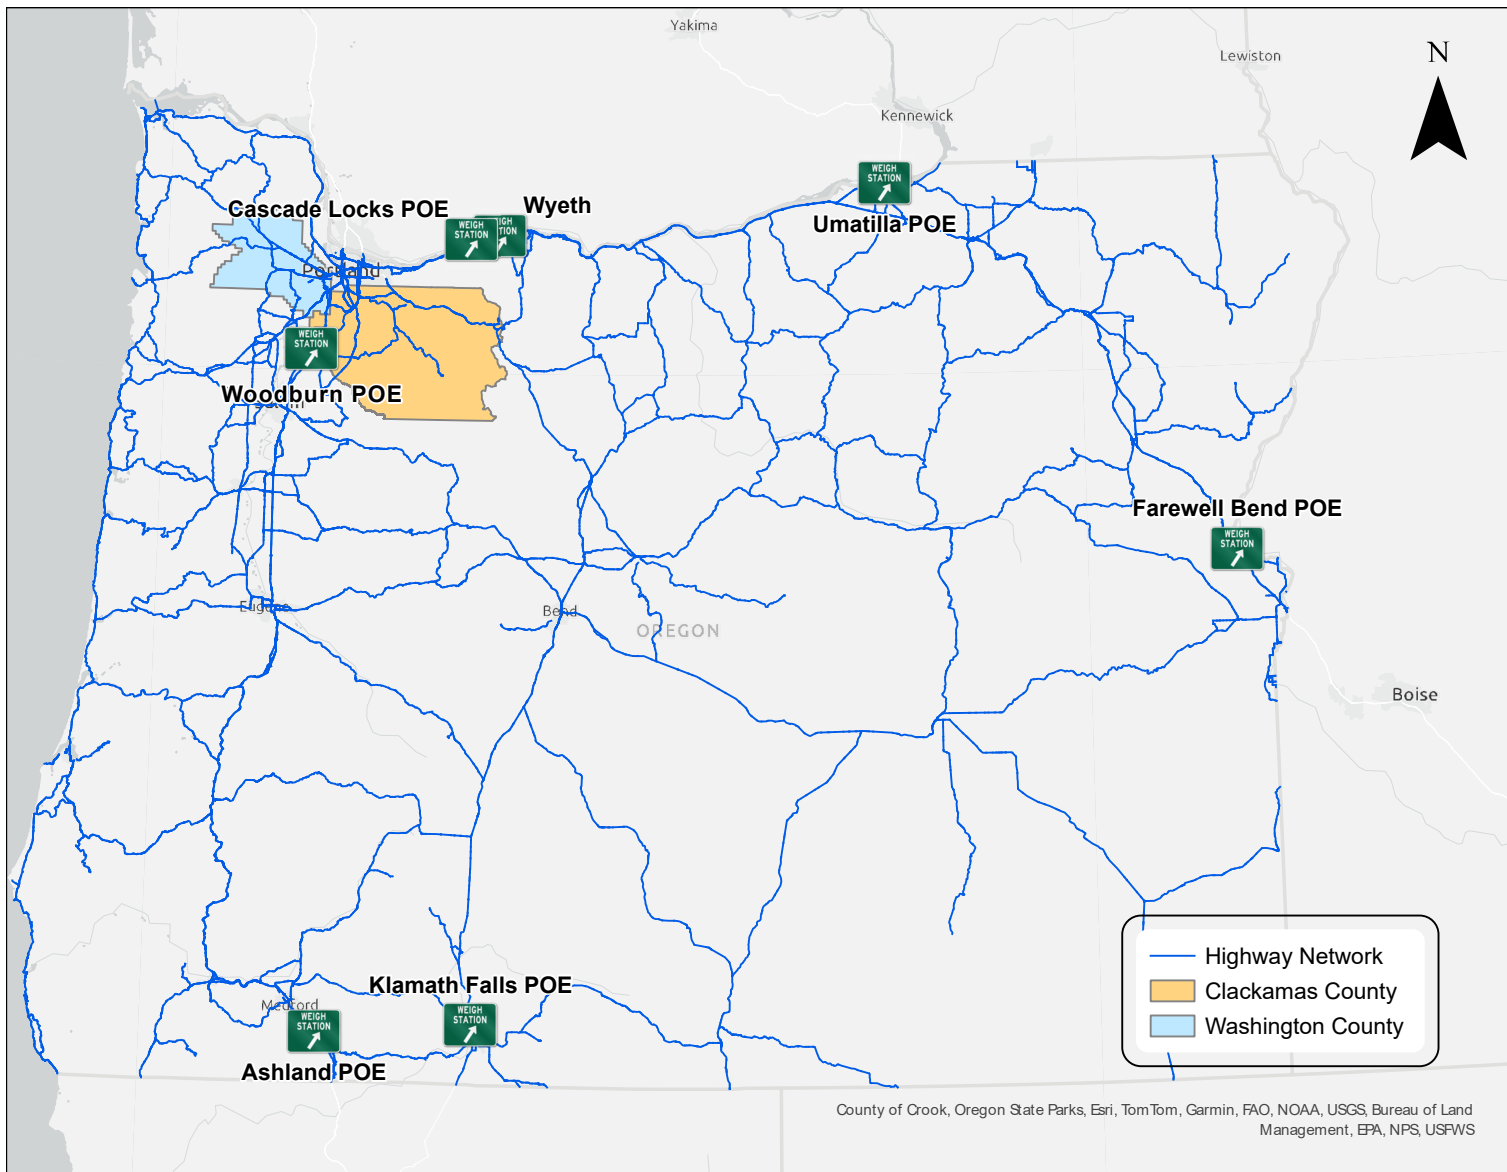 Yakima
Lewiston
N
Kennewick
WEIGH
STATION
Umatilla POE
Cascade Locks POE
Wyeth
WEIGH
STATION
Portland
WEIGH
STATION
Woodburn POE
Farewell Bend POE
WEIGH
STATION
Eugene
Bend
OREGON
Boise
Highway Network
Clackamas County
Washington County
Klamath Falls POE
WEIGH
STATION
Medford
WEIGH
STATION
Ashland POE
County of Crook, Oregon State Parks, Esri, TomTom, Garmin, FAO, NOAA, USGS, Bureau of Land
Management, EPA, NPS, USFWS